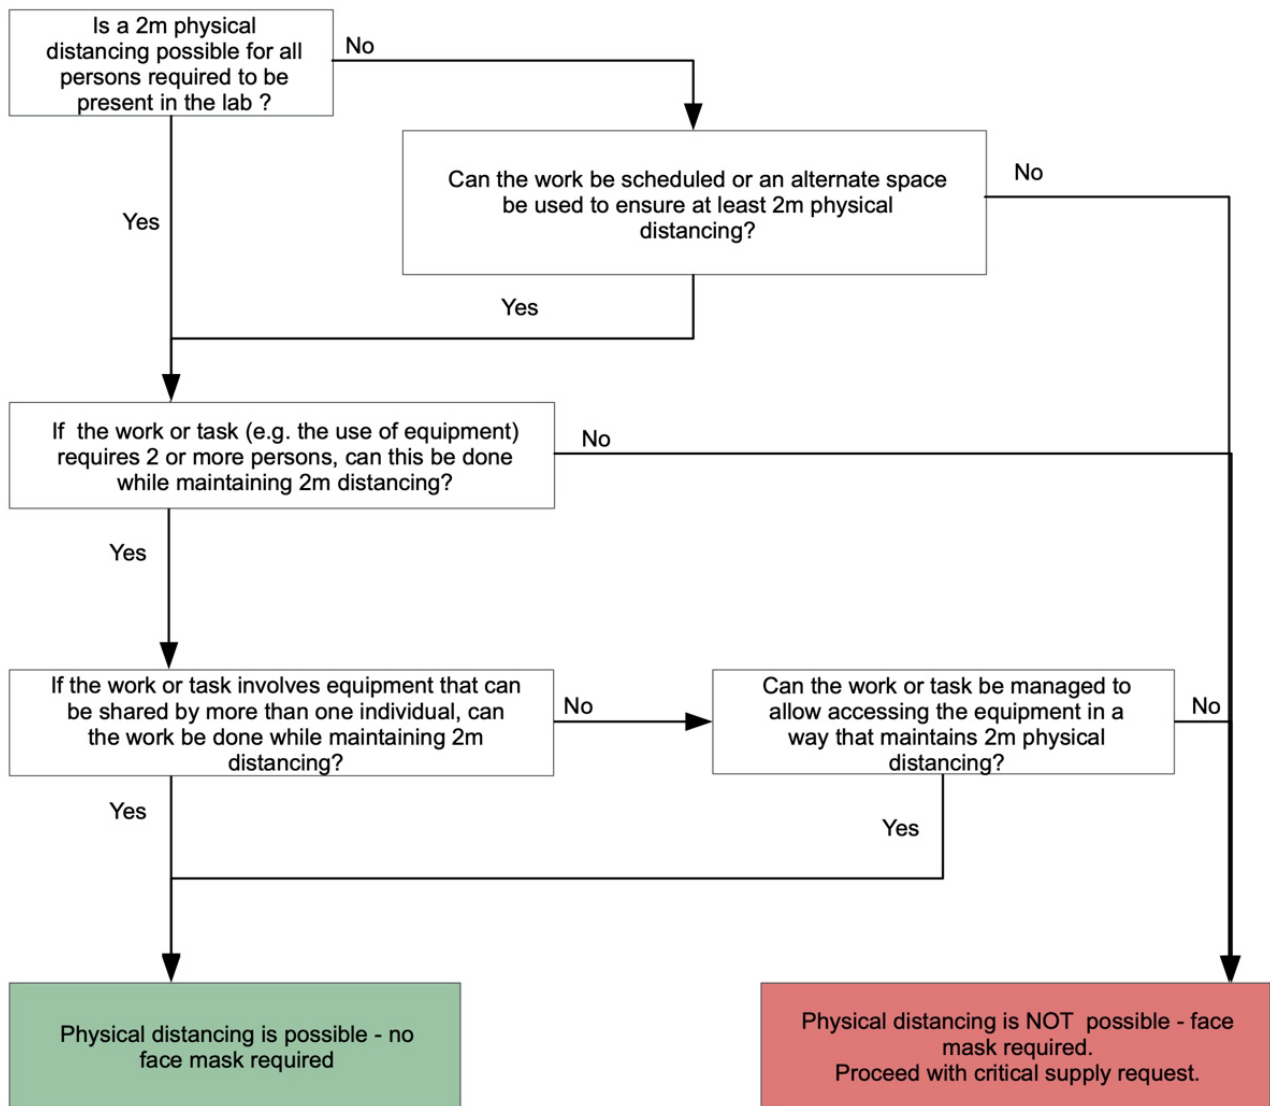 Is a 2m physical
distancing possible for all
persons required to be
present in the lab ?
No
Can the work be scheduled or an alternate space
be used to ensure at least 2m physical
distancing?
No
Yes
Yes
If  the work or task (e.g. the use of equipment)
requires 2 or more persons, can this be done
while maintaining 2m distancing?
No
Yes
If the work or task involves equipment that can
be shared by more than one individual, can
the work be done while maintaining 2m
distancing?
No
Can the work or task be managed to
allow accessing the equipment in a
way that maintains 2m physical
distancing?
No
Yes
Yes
Physical distancing is possible - no
face mask required
Physical distancing is NOT  possible - face
mask required.
Proceed with critical supply request.